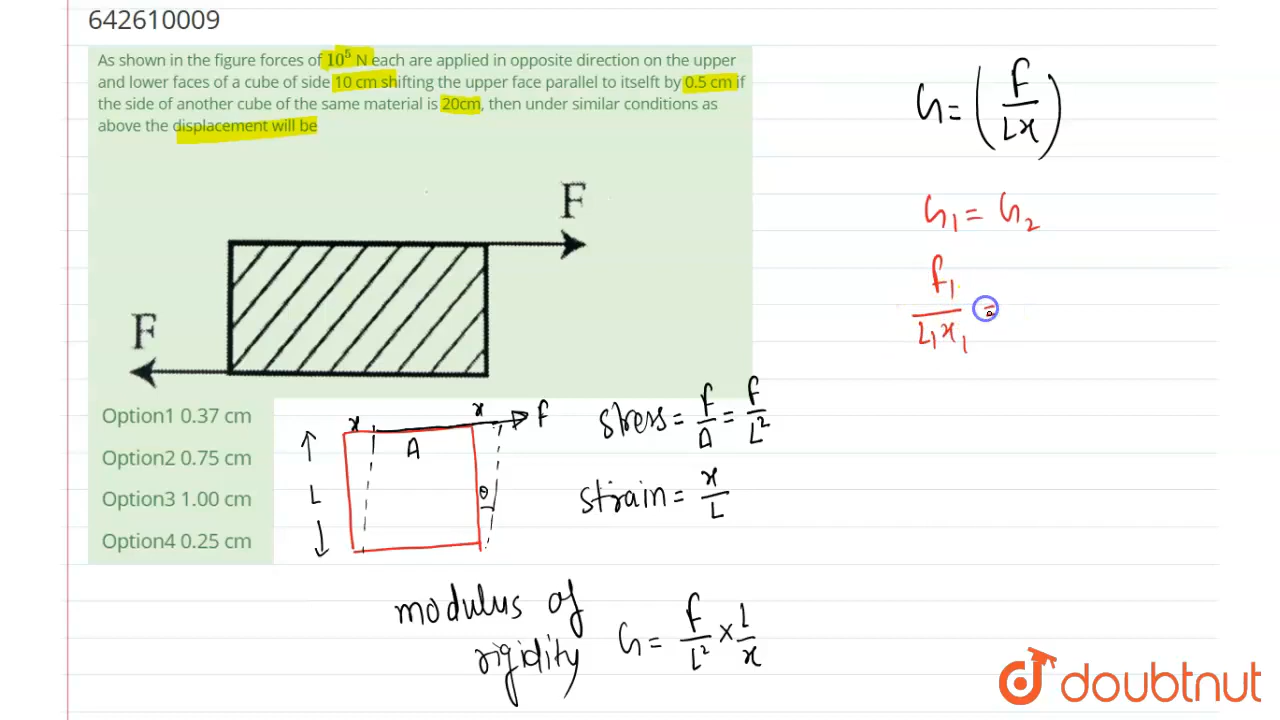 642610009
As shown in the figure forces of 10⁵ N each are applied in opposite direction on the upper
and lower faces of a cube of side 10 cm shifting the upper face parallel to itselft by 0.5 cm if
the side of another cube of the same material is 20cm, then under similar conditions as
above the displacement will be
F
F
Option1 0.37 cm
Option2 0.75 cm
Option3 1.00 cm
Option4 0.25 cm
x x F
A
L
θ
stress = F/A = F/L²
strain = x/L
modulus of
rigidity G = F/L² × L/x
G = (F/Lx)
G₁ = G₂
F₁/L₁x₁ =
doubtnut